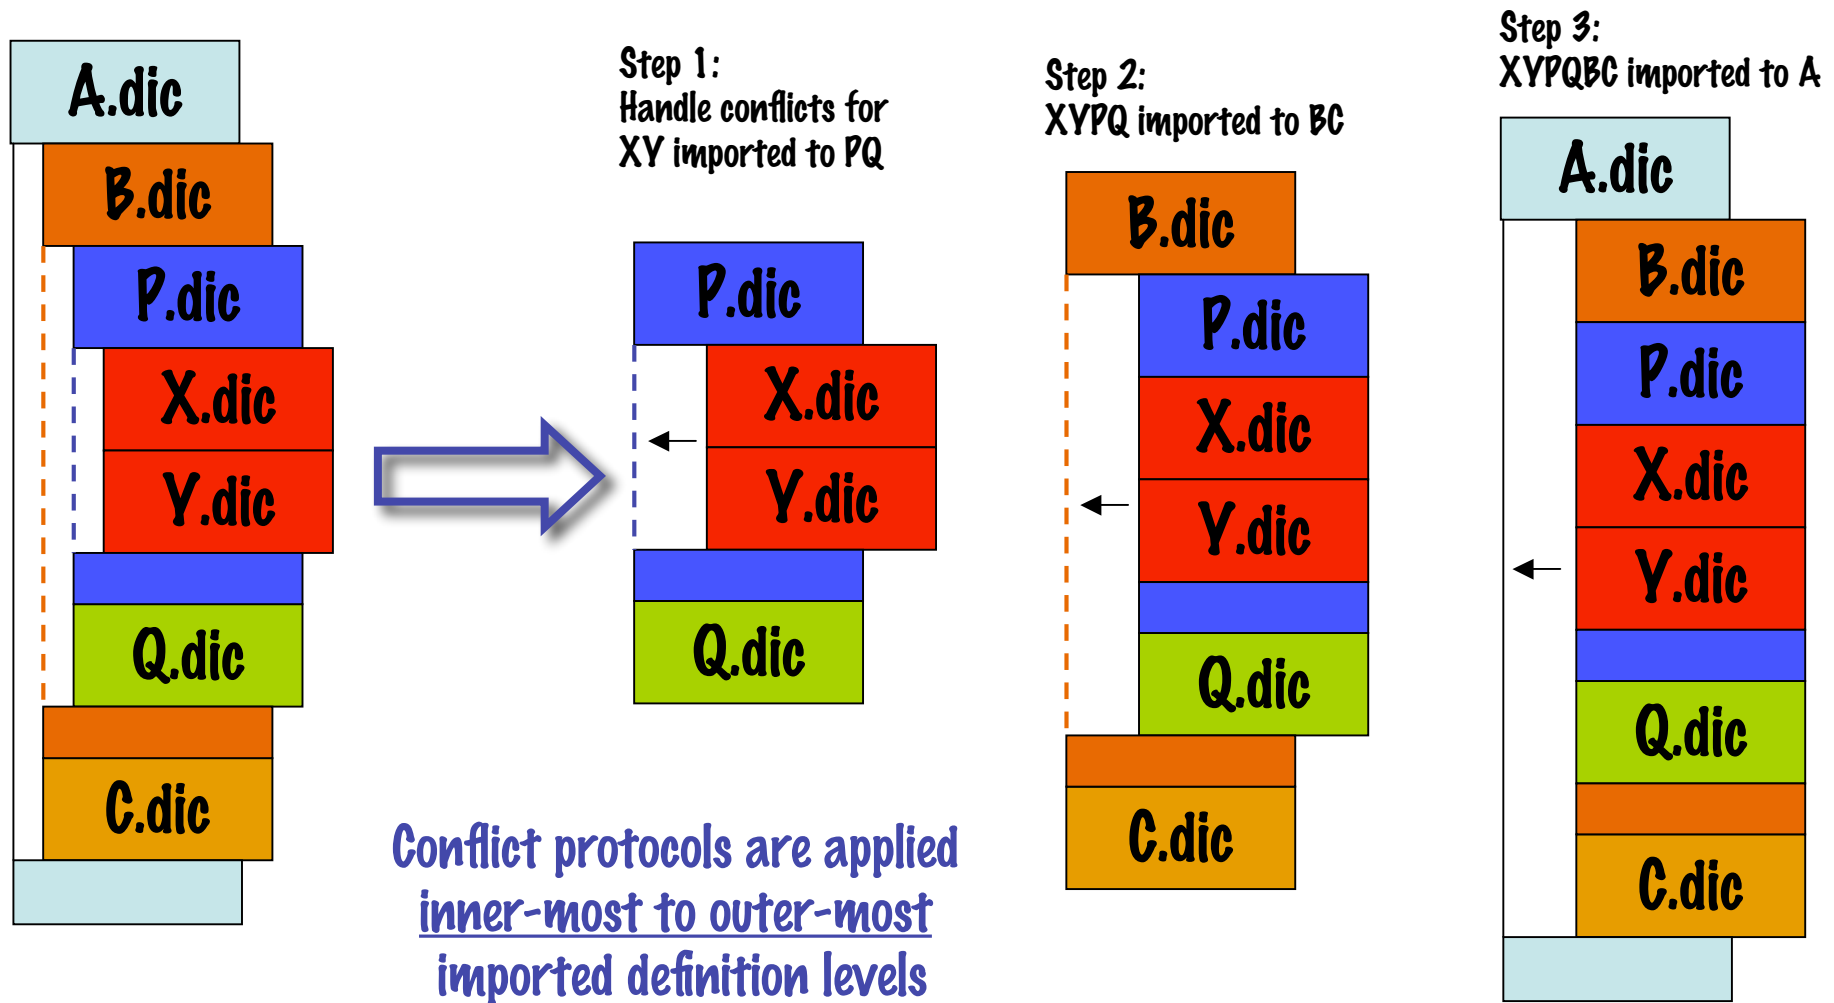 A.dic
B.dic
P.dic
X.dic
Y.dic
Q.dic
C.dic
Step 1:
Handle conflicts for
XY imported to PQ
P.dic
X.dic
Y.dic
Q.dic
Conflict protocols are applied
inner-most to outer-most
imported definition levels
Step 2:
XYPQ imported to BC
B.dic
P.dic
X.dic
Y.dic
Q.dic
C.dic
Step 3:
XYPQBC imported to A
A.dic
B.dic
P.dic
X.dic
Y.dic
Q.dic
C.dic